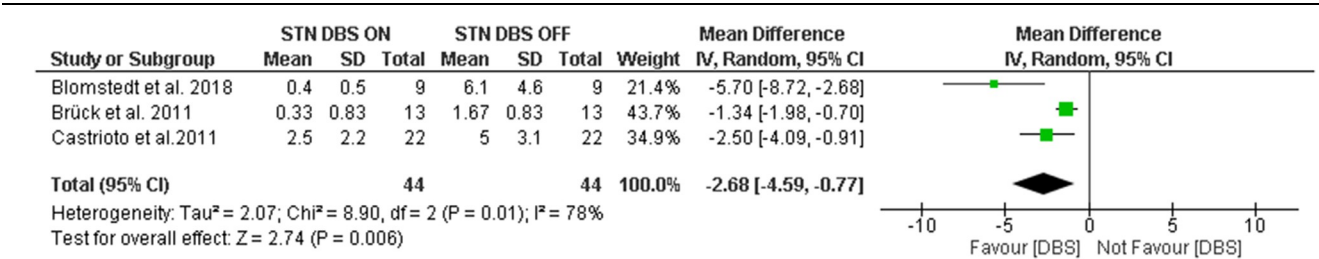 STN DBS ON STN DBS OFF Mean Difference Mean Difference
Study or Subgroup Mean SD Total Mean SD Total Weight IV, Random, 95% CI IV, Random, 95% CI
Blomstedt et al. 2018 0.4 0.5 9 6.1 4.6 9 21.4% -5.70 [-8.72, -2.68]
Brück et al. 2011 0.33 0.83 13 1.67 0.83 13 43.7% -1.34 [-1.98, -0.70]
Castrioto et al.2011 2.5 2.2 22 5 3.1 22 34.9% -2.50 [-4.09, -0.91]
Total (95% CI) 44 44 100.0% -2.68 [-4.59, -0.77]
Heterogeneity: Tau² = 2.07; Chi² = 8.90, df = 2 (P = 0.01); I² = 78%
Test for overall effect: Z = 2.74 (P = 0.006)
-10 -5 0 5 10
Favour [DBS] Not Favour [DBS]